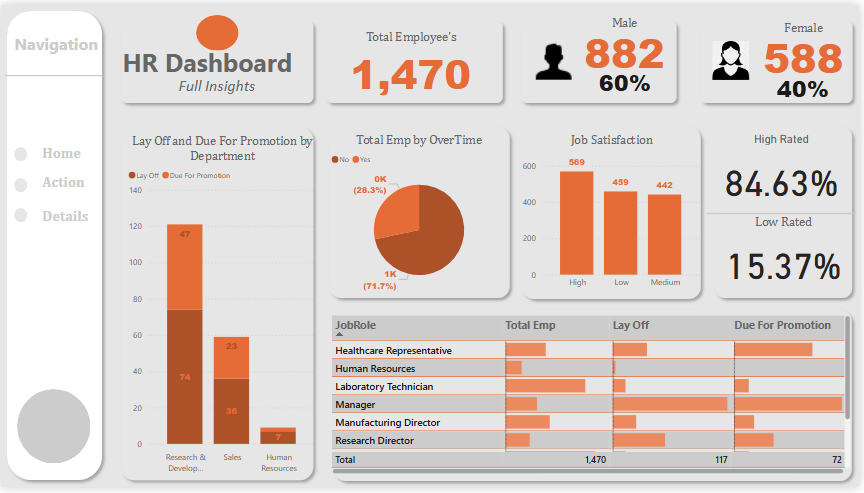 Navigation
Home
Action
Details
HR Dashboard
Full Insights
Total Employee's
1,470
Male
882
60%
Female
588
40%
Lay Off and Due For Promotion by
Department
Lay Off Due For Promotion
140
120
100
80
60
40
20
0
47
74
23
36
7
Research &
Develop...
Sales
Human
Resources
Total Emp by OverTime
No Yes
0K
(28.3%)
1K
(71.7%)
Job Satisfaction
600
400
200
0
569
459
442
High Low Medium
High Rated
84.63%
Low Rated
15.37%
JobRole Total Emp Lay Off Due For Promotion
Healthcare Representative
Human Resources
Laboratory Technician
Manager
Manufacturing Director
Research Director
Total 1,470 117 72